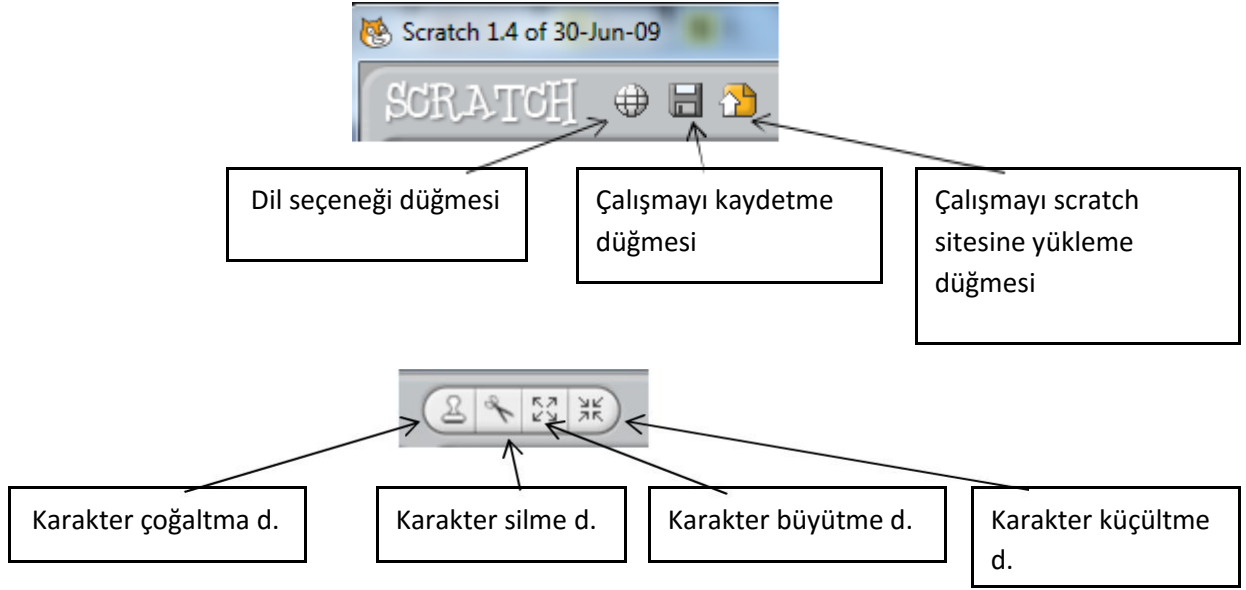 Scratch 1.4 of 30-Jun-09
SCRATCH
Dil seçeneği düğmesi
Çalışmayı kaydetme
düğmesi
Çalışmayı scratch
sitesine yükleme
düğmesi
Karakter çoğaltma d.
Karakter silme d.
Karakter büyütme d.
Karakter küçültme
d.